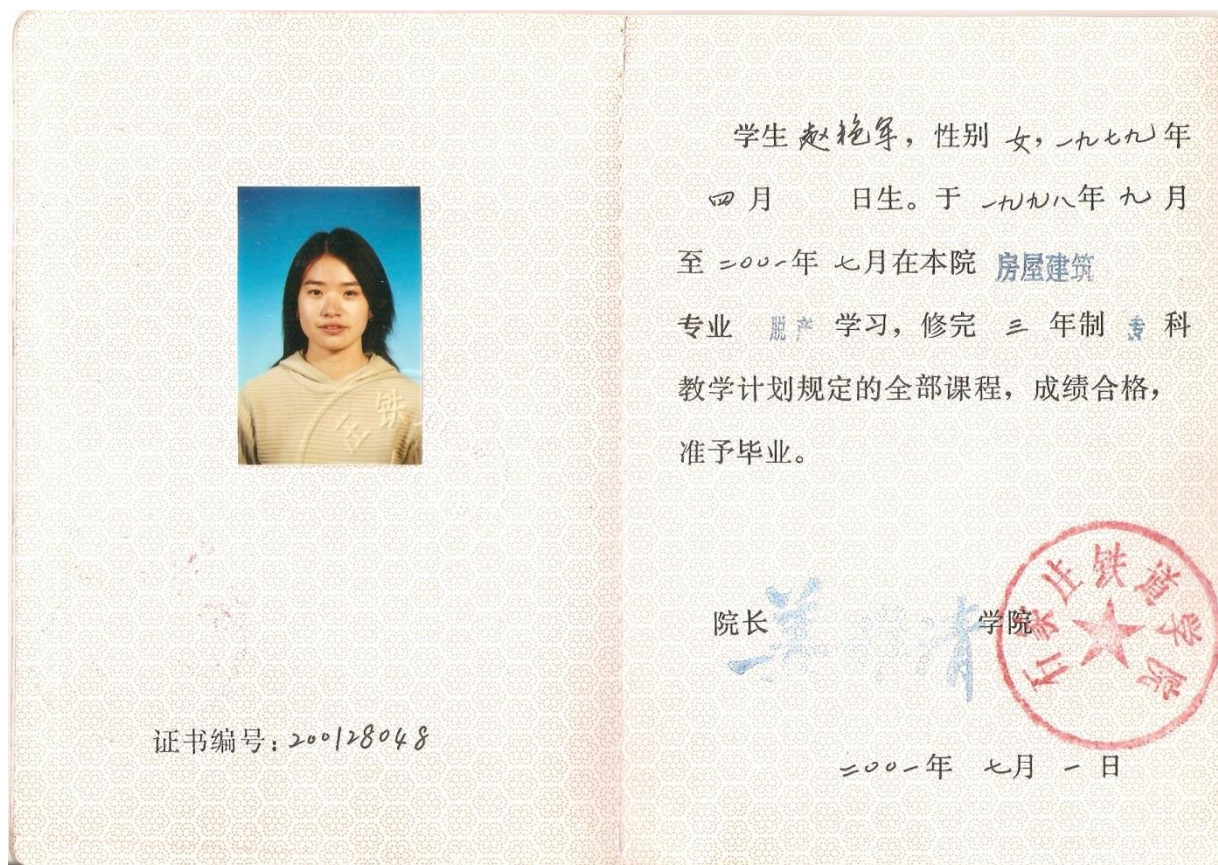 证书编号：200128048
学生 赵艳军，性别 女，一九七九年
四月 日生。于 一九九八年 九 月
至 二〇〇一年 七月在本院 房屋建筑
专业 脱产 学习，修完 三 年制 专 科
教学计划规定的全部课程，成绩合格，
准予毕业。
院长 学院
石家庄铁道学院
二〇〇一年 七月 一 日